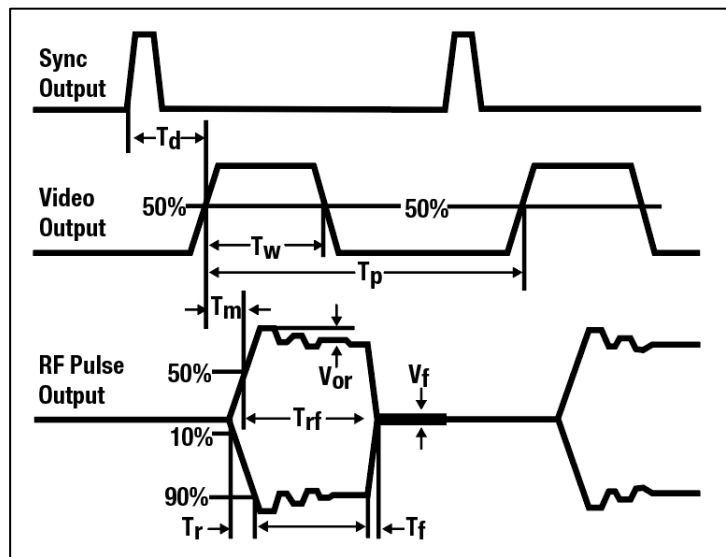 Sync
Output
Td
Video
Output
50%
50%
Tw
Tp
Tm
RF Pulse
Output
50%
Vor
Vf
Trf
10%
90%
Tr
Tf